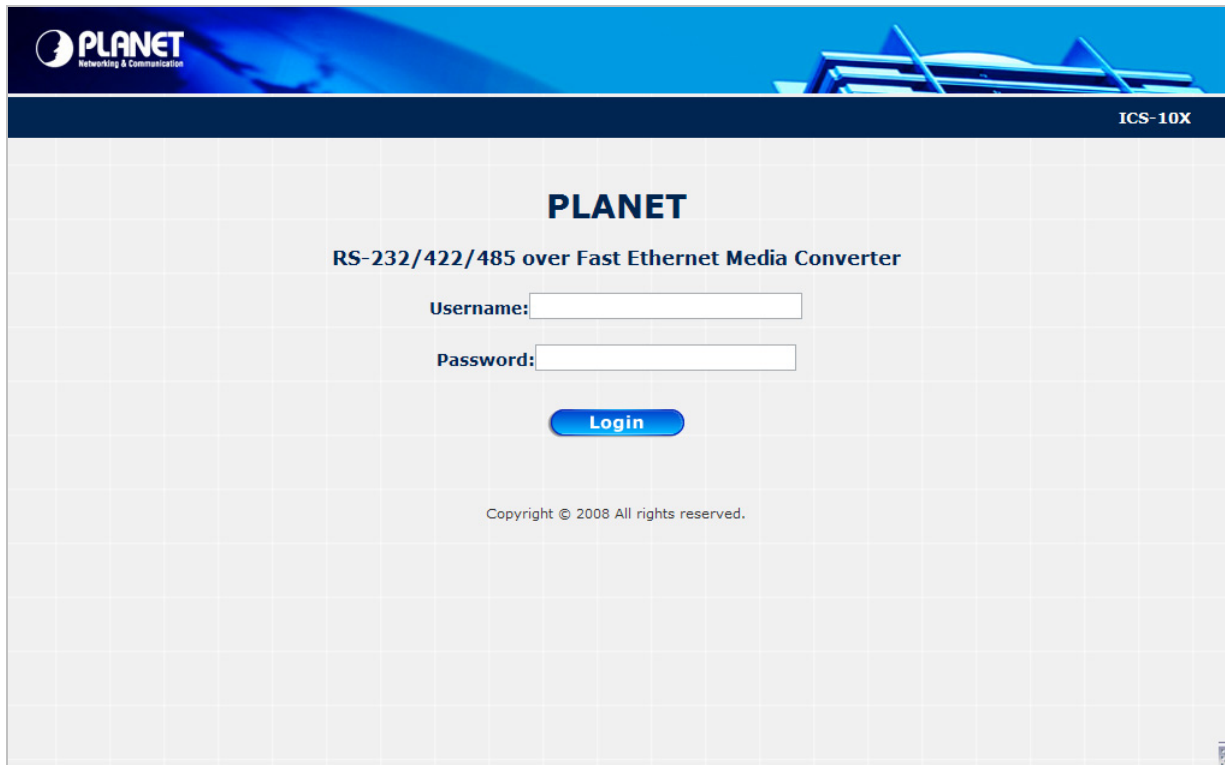 PLANET
Networking & Communication
ICS-10X
PLANET
RS-232/422/485 over Fast Ethernet Media Converter
Username:
Password:
Login
Copyright © 2008 All rights reserved.